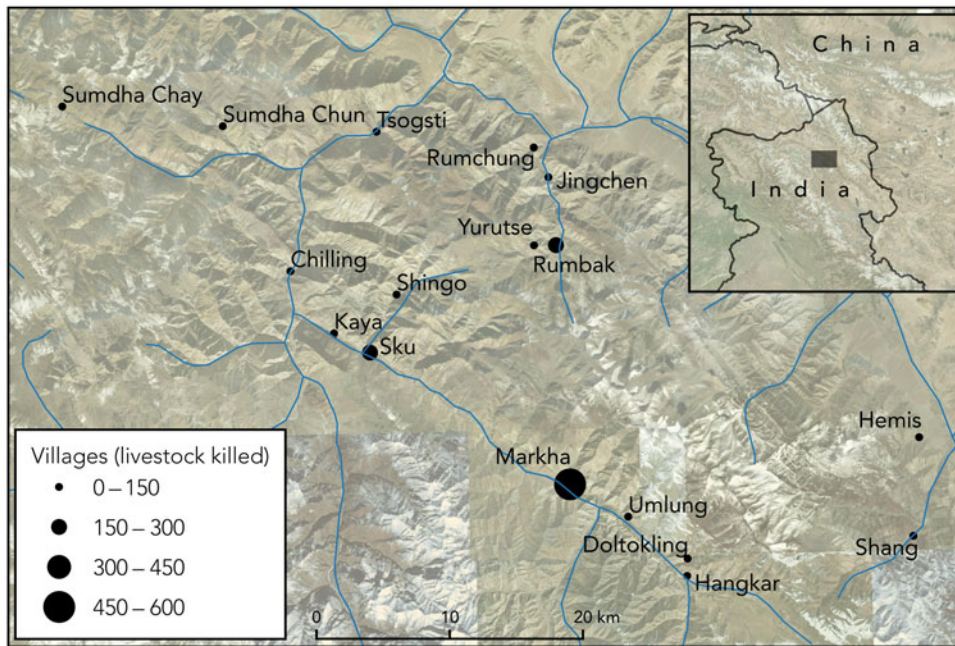 China
India
Sumdha Chay
Sumdha Chun
Tsogsti
Rumchung
Jingchen
Yurutse
Rumbak
Chilling
Shingo
Kaya
Sku
Hemis
Markha
Umlung
Doltokling
Shang
Hangkar
Villages (livestock killed)
0–150
150–300
300–450
450–600
0 10 20 km